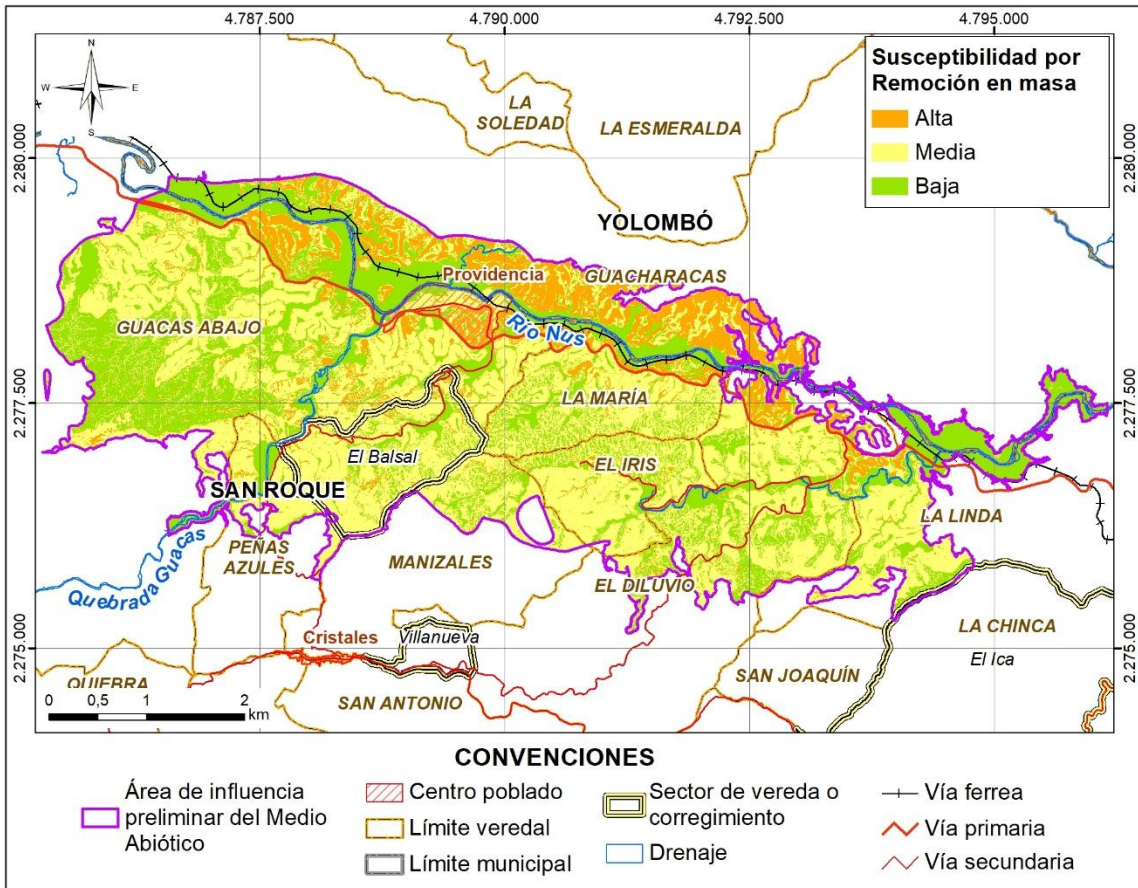 4.787.500
4.790.000
4.792.500
4.795.000
N
W
E
S
Susceptibilidad por
Remoción en masa
Alta
Media
Baja
LA
SOLEDAD
LA ESMERALDA
2.280.000
2.280.000
YOLOMBÓ
Providencia
GUACHARACAS
GUACAS ABAJO
Río Nus
2.277.500
2.277.500
LA MARÍA
El Balsal
EL IRIS
SAN ROQUE
LA LINDA
PEÑAS
AZULES
MANIZALES
Quebrada Guacas
EL DILUVIO
LA CHINCA
Cristales
Villanueva
El Ica
2.275.000
2.275.000
QUIEBRA
SAN JOAQUÍN
SAN ANTONIO
0 0,5 1 2
km
CONVENCIONES
Área de influencia
preliminar del Medio
Abiótico
Centro poblado
Límite veredal
Límite municipal
Sector de vereda o
corregimiento
Drenaje
Vía ferrea
Vía primaria
Vía secundaria